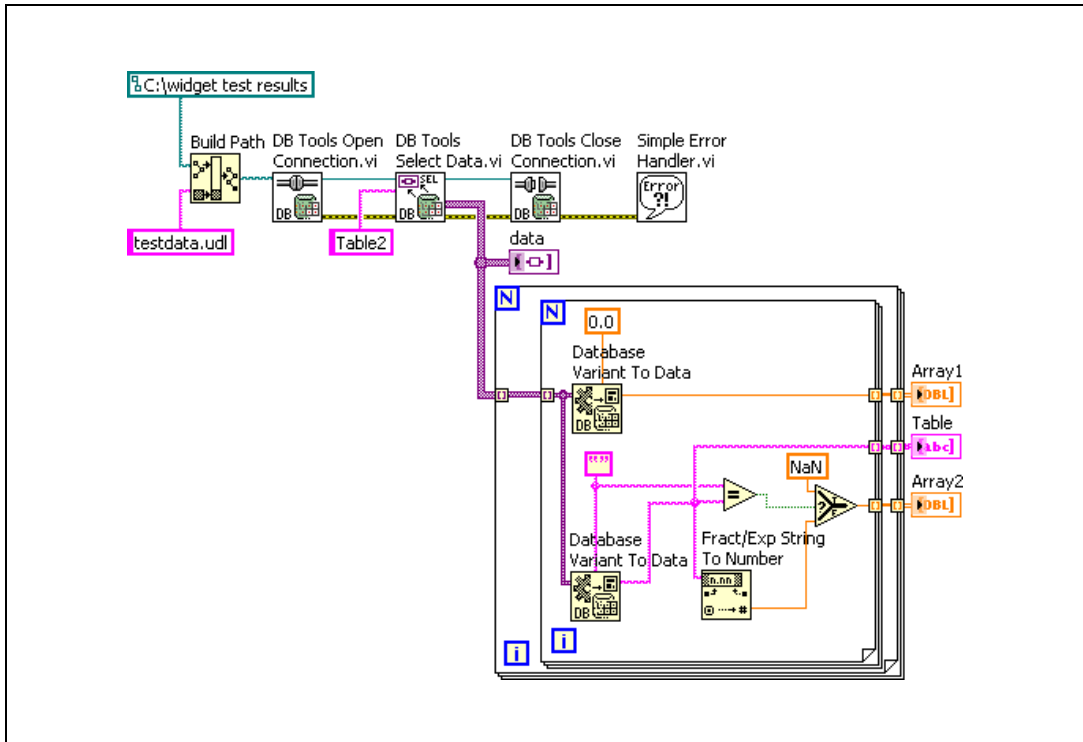 C:\widget test results
Build Path
DB Tools Open
Connection.vi
DB Tools
Select Data.vi
DB Tools Close
Connection.vi
Simple Error
Handler.vi
SEL
DB
DB
DB
Error
?!
testdata.udl
Table2
data
N
N
0.0
Database
Variant To Data
DB
Array1
DBL]
Table
abc]
""
NaN
=
?
F
Array2
DBL]
Database
Variant To Data
DB
Fract/Exp String
To Number
n.nn
#
i
i